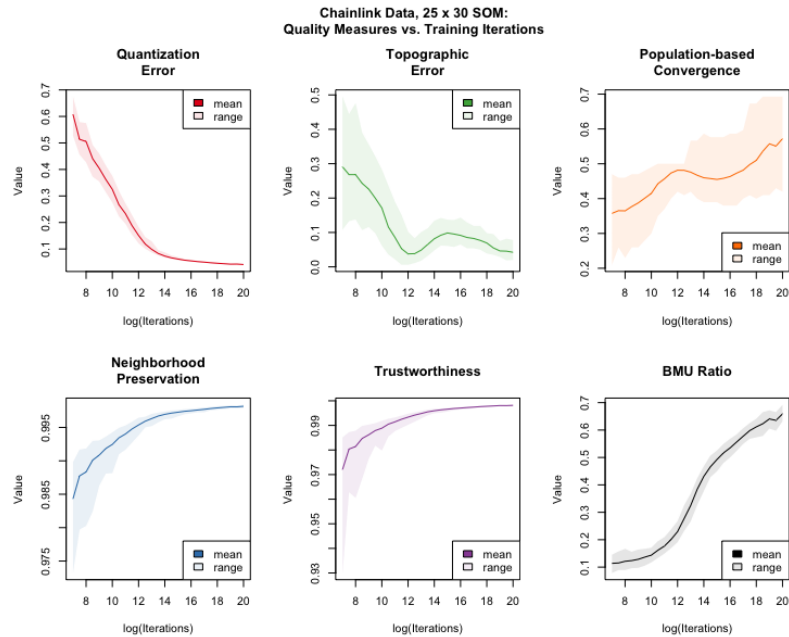 Chainlink Data, 25 x 30 SOM:
Quality Measures vs. Training Iterations
Quantization
Error
Value
0.1 0.2 0.3 0.4 0.5 0.6 0.7
mean
range
8 10 12 14 16 18 20
log(Iterations)
Topographic
Error
Value
0.0 0.1 0.2 0.3 0.4 0.5
mean
range
8 10 12 14 16 18 20
log(Iterations)
Population-based
Convergence
Value
0.2 0.3 0.4 0.5 0.6 0.7
mean
range
8 10 12 14 16 18 20
log(Iterations)
Neighborhood
Preservation
Value
0.975 0.985 0.995
mean
range
8 10 12 14 16 18 20
log(Iterations)
Trustworthiness
Value
0.93 0.95 0.97 0.99
mean
range
8 10 12 14 16 18 20
log(Iterations)
BMU Ratio
Value
0.1 0.2 0.3 0.4 0.5 0.6 0.7
mean
range
8 10 12 14 16 18 20
log(Iterations)